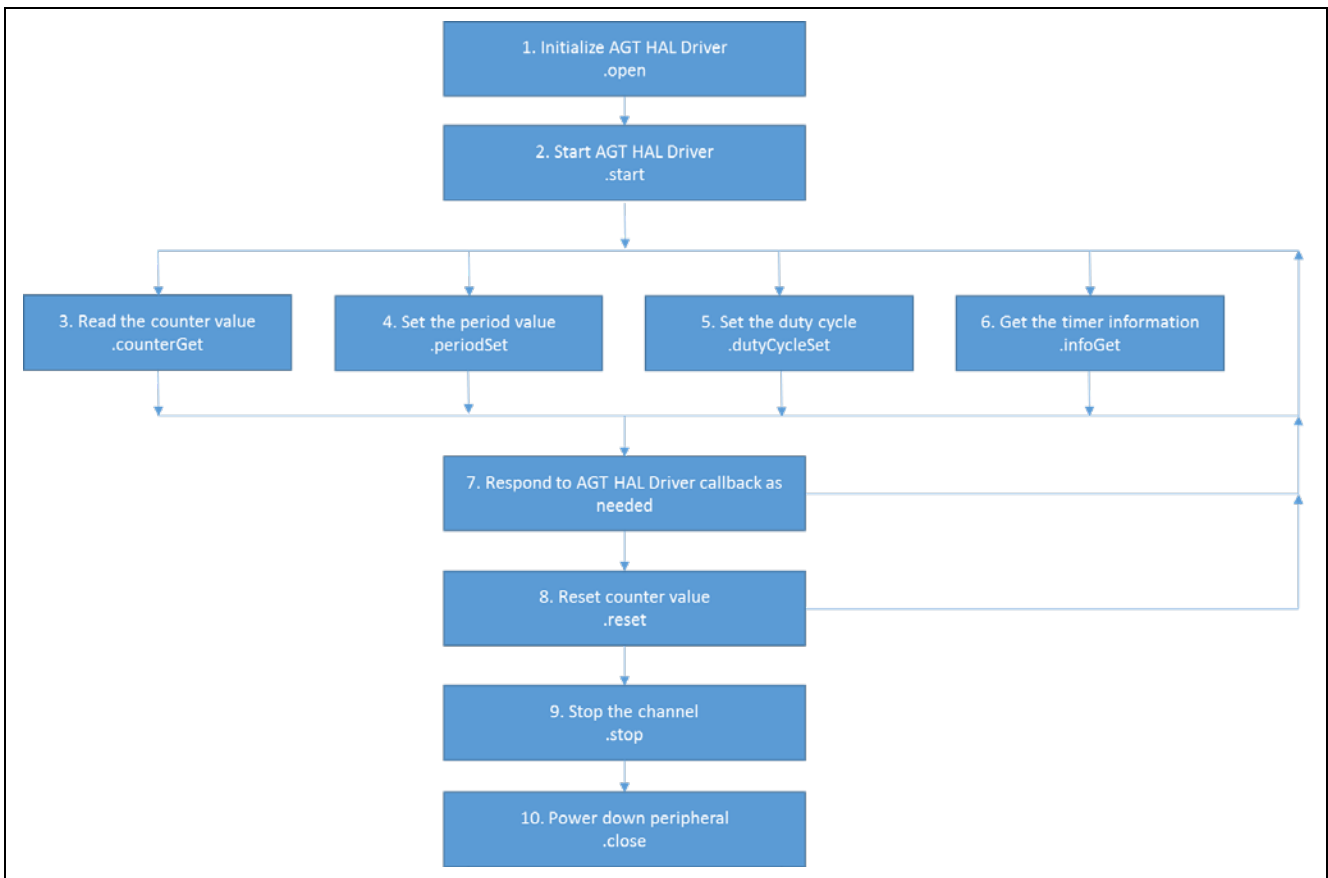 1. Initialize AGT HAL Driver
.open
2. Start AGT HAL Driver
.start
3. Read the counter value
.counterGet
4. Set the period value
.periodSet
5. Set the duty cycle
.dutyCycleSet
6. Get the timer information
.infoGet
7. Respond to AGT HAL Driver callback as
needed
8. Reset counter value
.reset
9. Stop the channel
.stop
10. Power down peripheral
.close